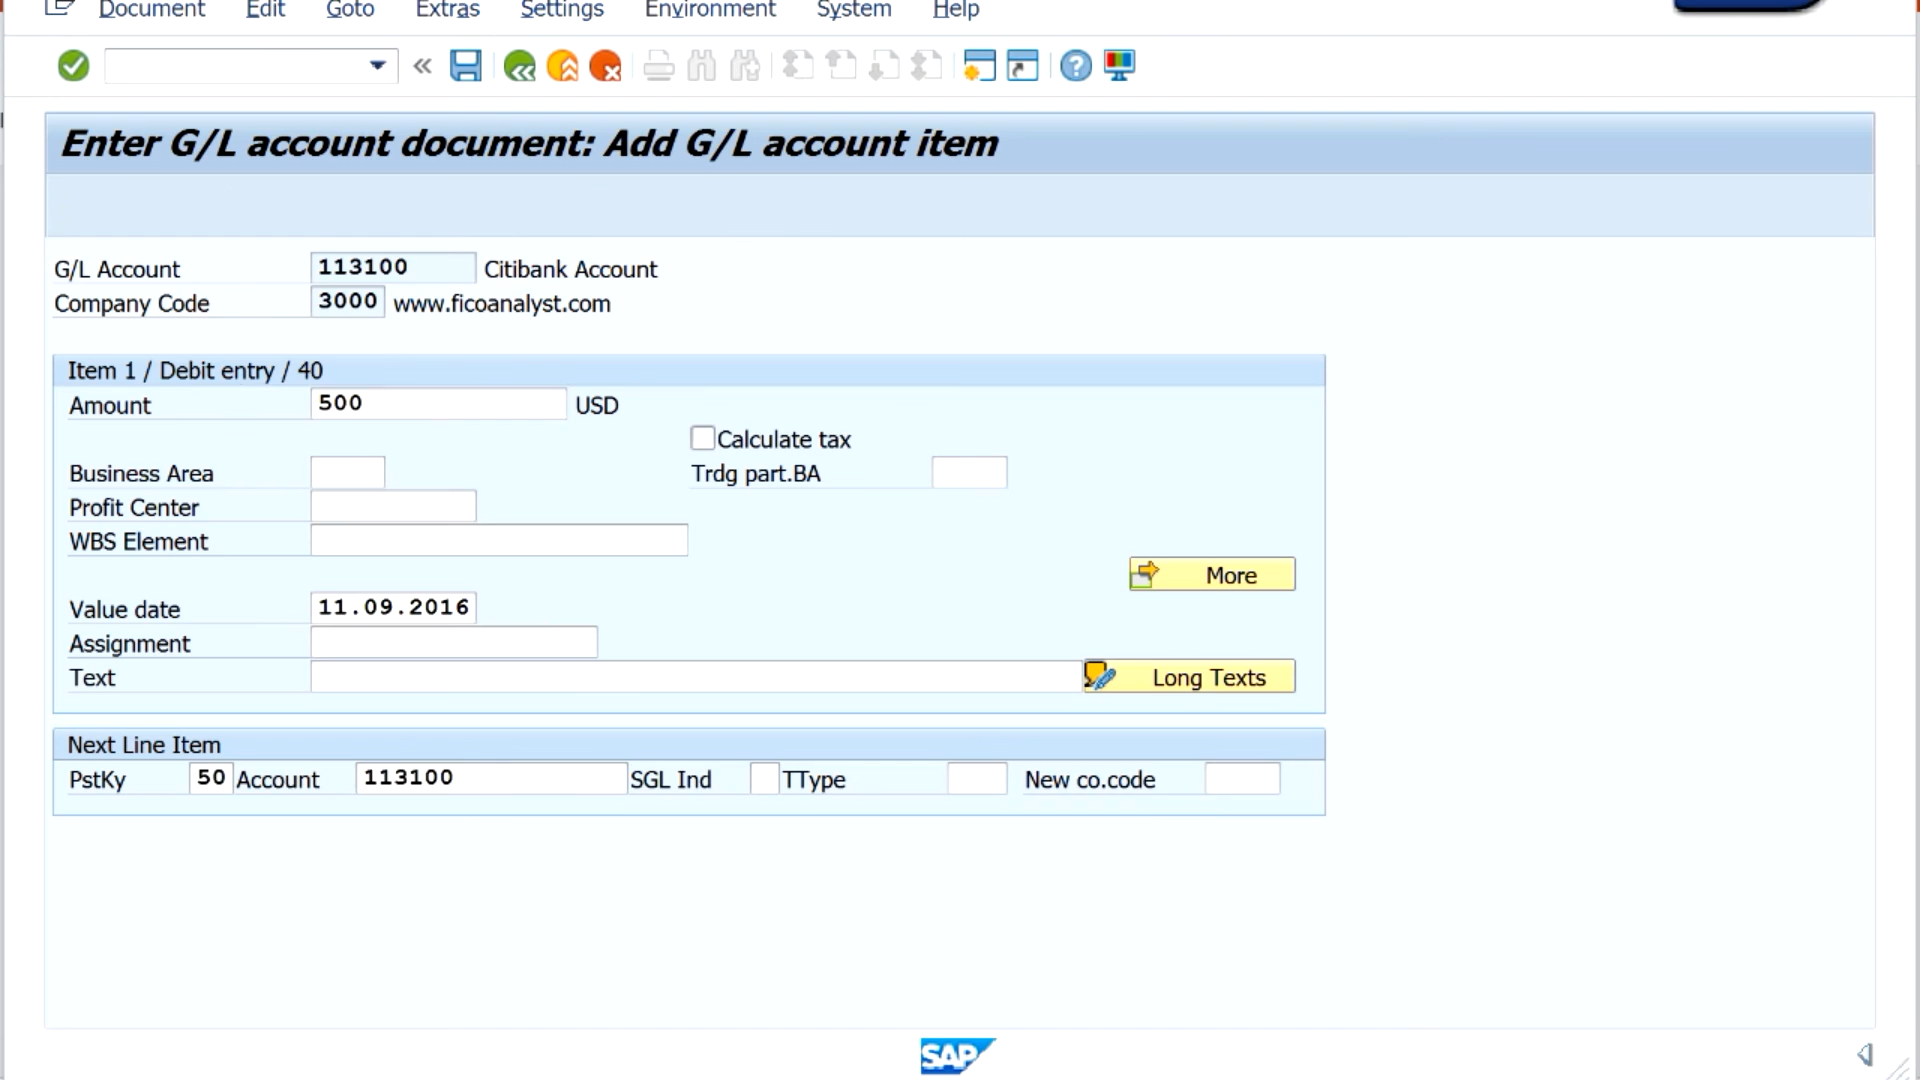 Document Edit Goto Extras Settings Environment System Help
Enter G/L account document: Add G/L account item
G/L Account 113100 Citibank Account
Company Code 3000 www.ficoanalyst.com
Item 1 / Debit entry / 40
Amount 500 USD
Calculate tax
Business Area Trdg part.BA
Profit Center
WBS Element
More
Value date 11.09.2016
Assignment
Text Long Texts
Next Line Item
PstKy 50 Account 113100 SGL Ind TType New co.code
SAP